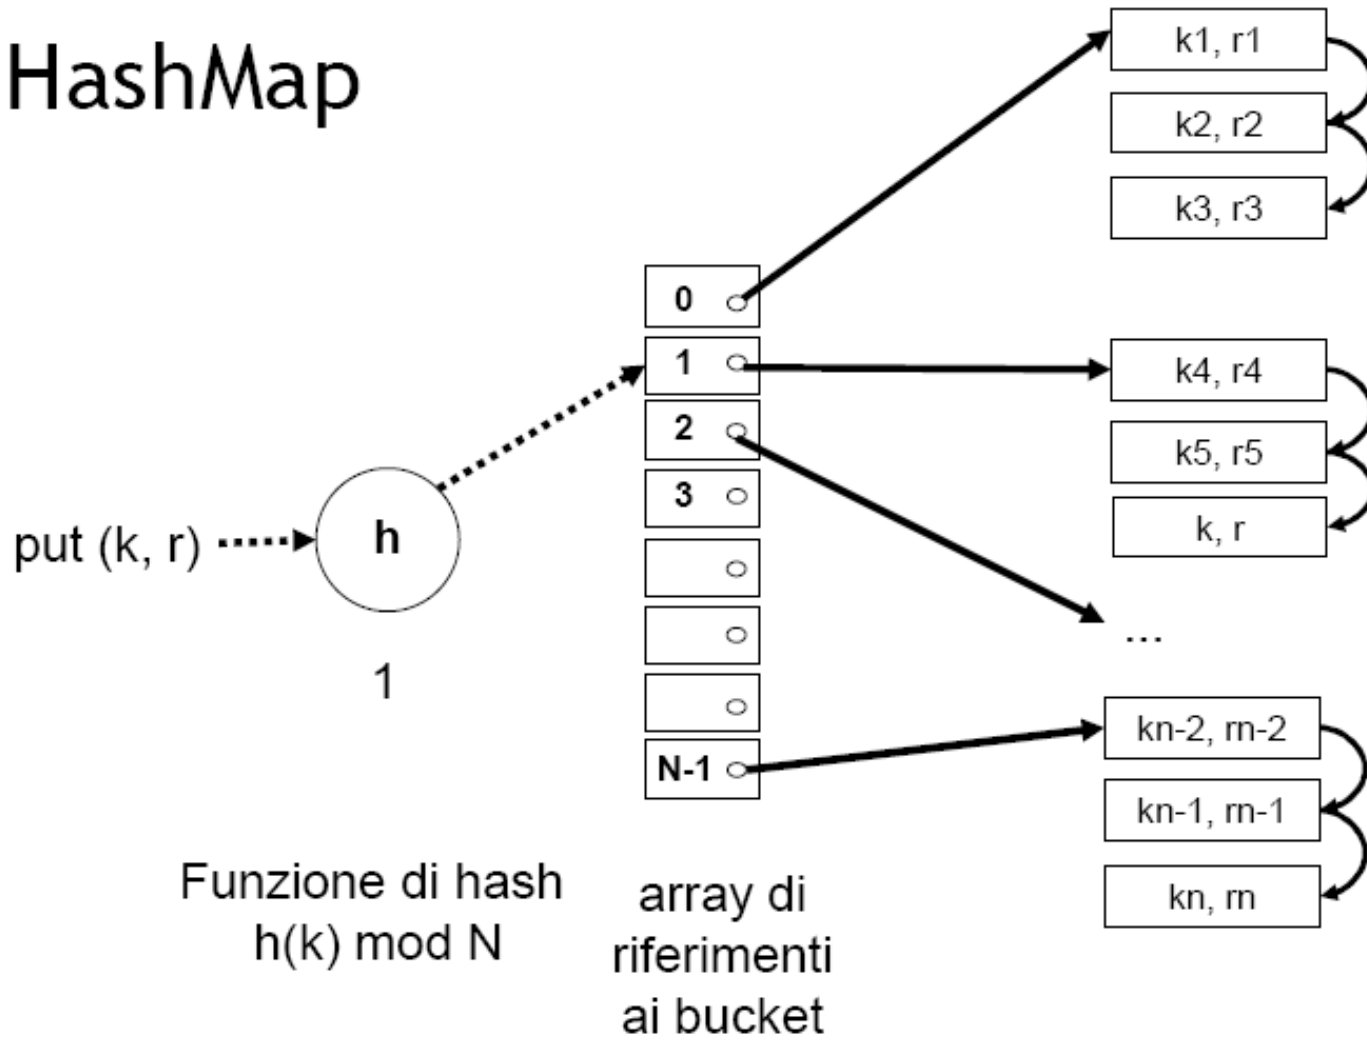 HashMap
k1, r1
k2, r2
k3, r3
0
1
2
3
N-1
k4, r4
k5, r5
k, r
put (k, r)
h
1
...
kn-2, rn-2
kn-1, rn-1
kn, rn
Funzione di hash
h(k) mod N
array di
riferimenti
ai bucket